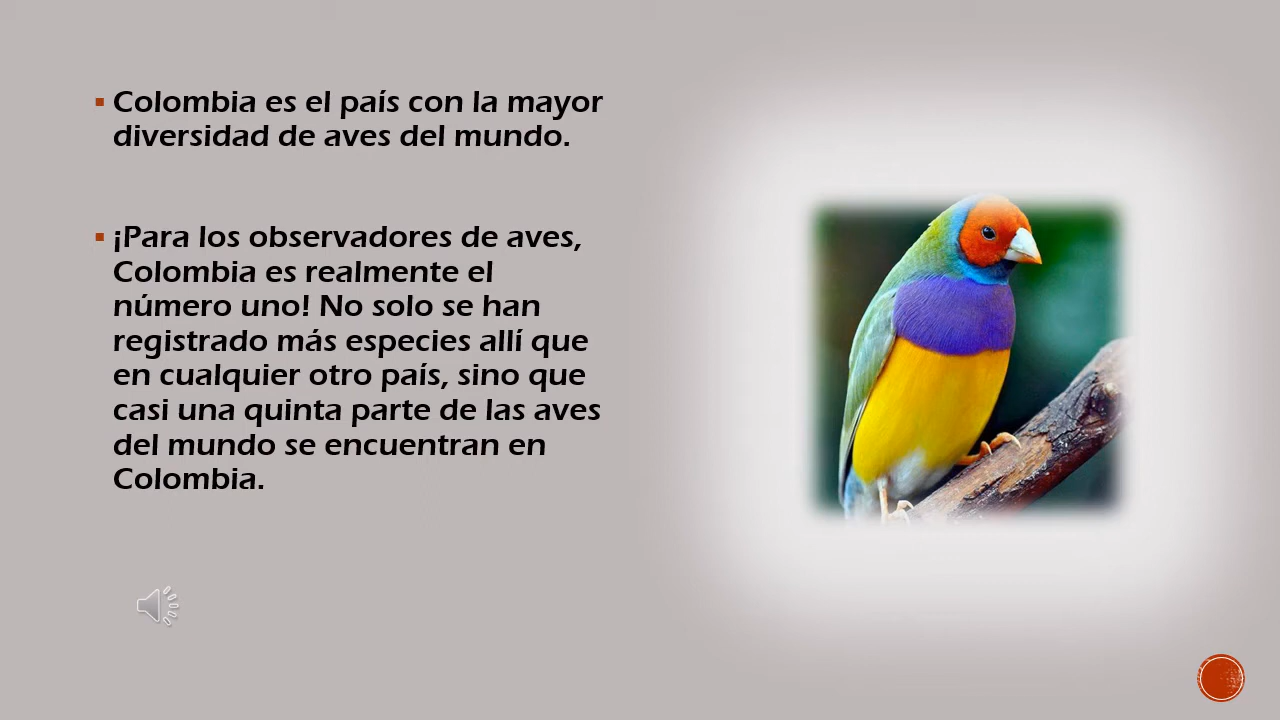 Colombia es el país con la mayor
diversidad de aves del mundo.
¡Para los observadores de aves,
Colombia es realmente el
número uno! No solo se han
registrado más especies allí que
en cualquier otro país, sino que
casi una quinta parte de las aves
del mundo se encuentran en
Colombia.